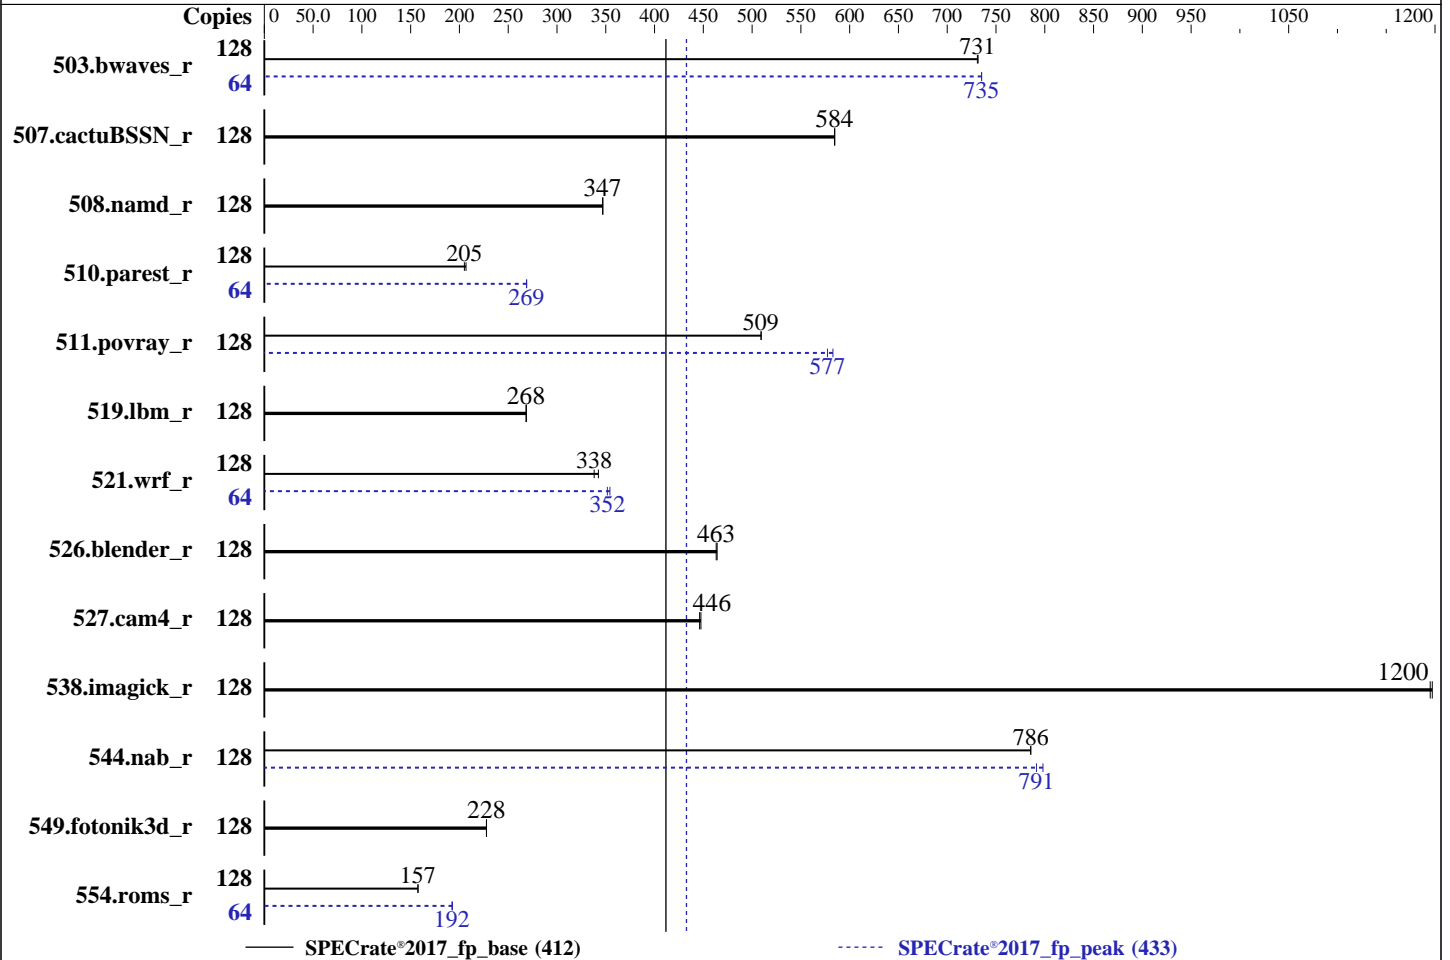 Copies 0 50.0 100 150 200 250 300 350 400 450 500 550 600 650 700 750 800 850 900 950 1050 1200
503.bwaves_r 128 731
64 735
507.cactuBSSN_r 128 584
508.namd_r 128 347
510.parest_r 128 205
64 269
511.povray_r 128 509
577
519.lbm_r 128 268
521.wrf_r 128 338
64 352
526.blender_r 128 463
527.cam4_r 128 446
538.imagick_r 128 1200
544.nab_r 128 786
791
549.fotonik3d_r 128 228
554.roms_r 128 157
64 192
SPECrate®2017_fp_base (412) SPECrate®2017_fp_peak (433)